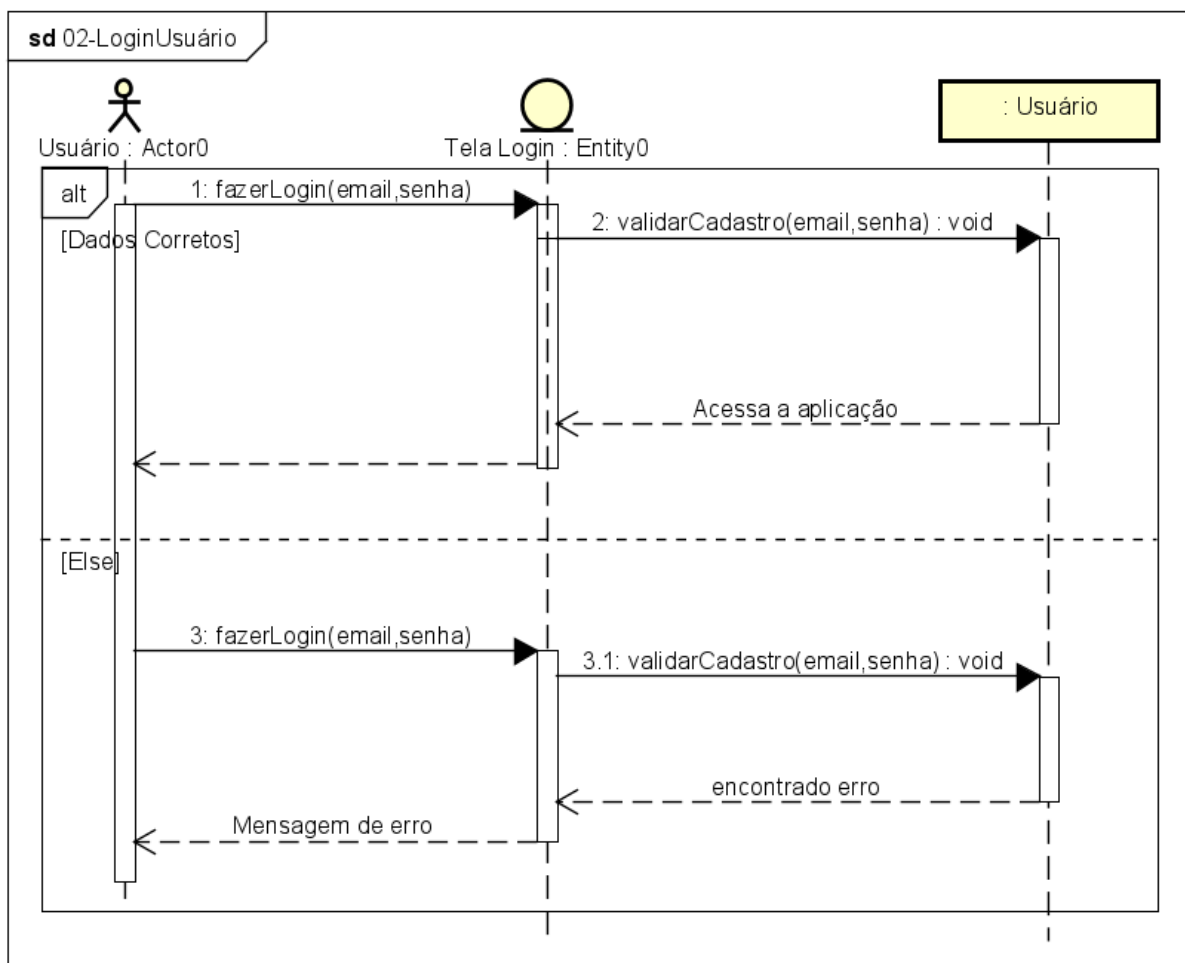 sd 02-LoginUsuário
Usuário : Actor0
Tela Login : Entity0
: Usuário
alt
1: fazerLogin(email,senha)
2: validarCadastro(email,senha) : void
[Dados Corretos]
Acessa a aplicação
[Else]
3: fazerLogin(email,senha)
3.1: validarCadastro(email,senha) : void
encontrado erro
Mensagem de erro